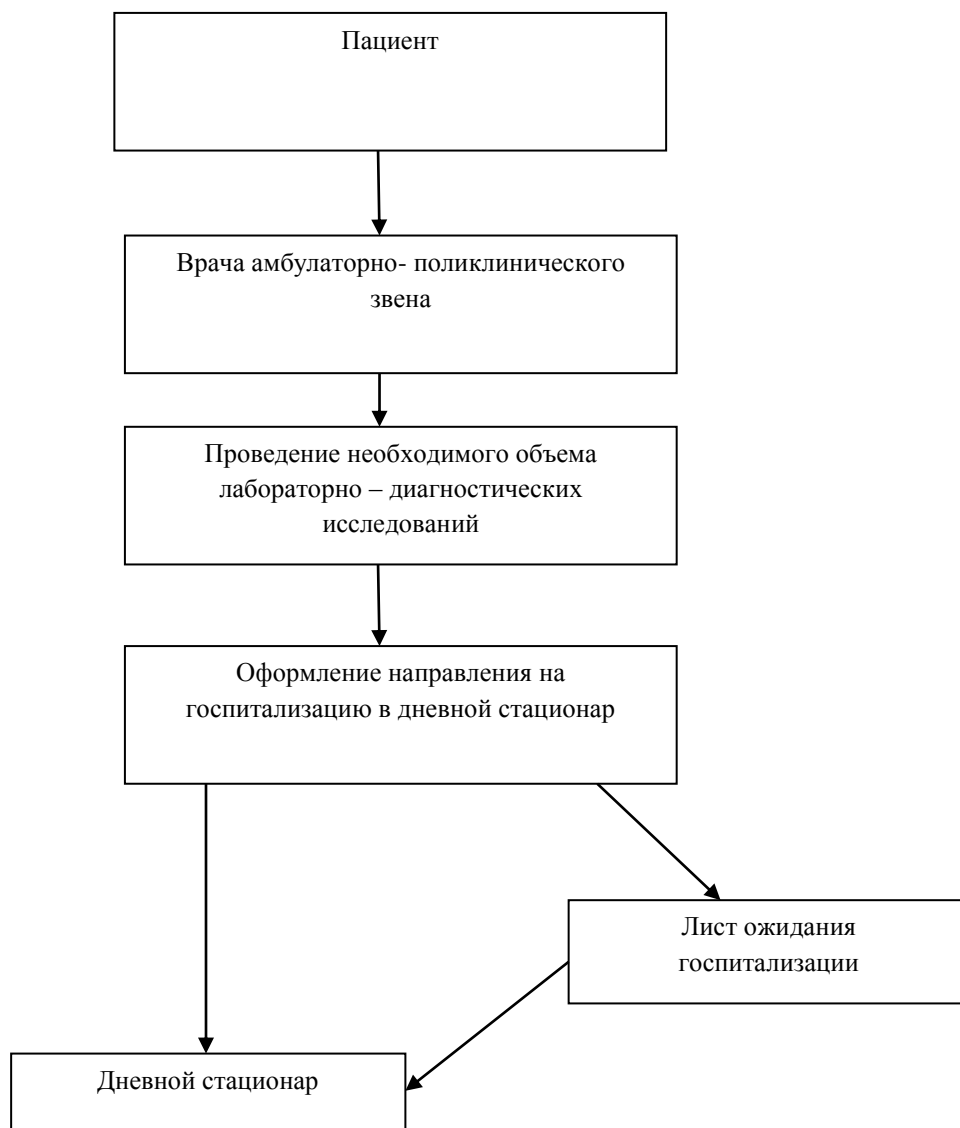 Пациент
Врача амбулаторно- поликлинического
звена
Проведение необходимого объема
лабораторно – диагностических
исследований
Оформление направления на
госпитализацию в дневной стационар
Лист ожидания
госпитализации
Дневной стационар